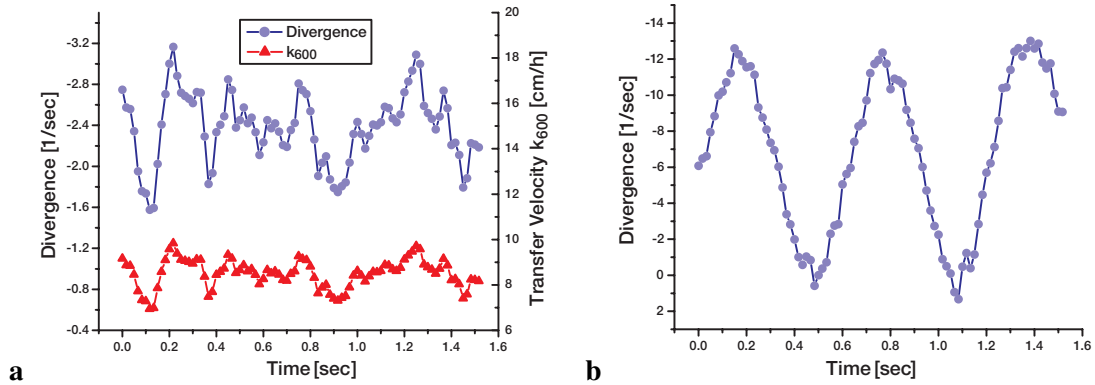 -3.2
-2.8
-2.4
-2.0
-1.6
-1.2
-0.8
-0.4
Divergence [1/sec]
0.0 0.2 0.4 0.6 0.8 1.0 1.2 1.4 1.6
Time [sec]
Divergence
k600
20
18
16
14
12
10
8
6
Transfer Velocity k600 [cm/h]
a
-14
-12
-10
-8
-6
-4
-2
0
2
Divergence [1/sec]
0.0 0.2 0.4 0.6 0.8 1.0 1.2 1.4 1.6
Time [sec]
b